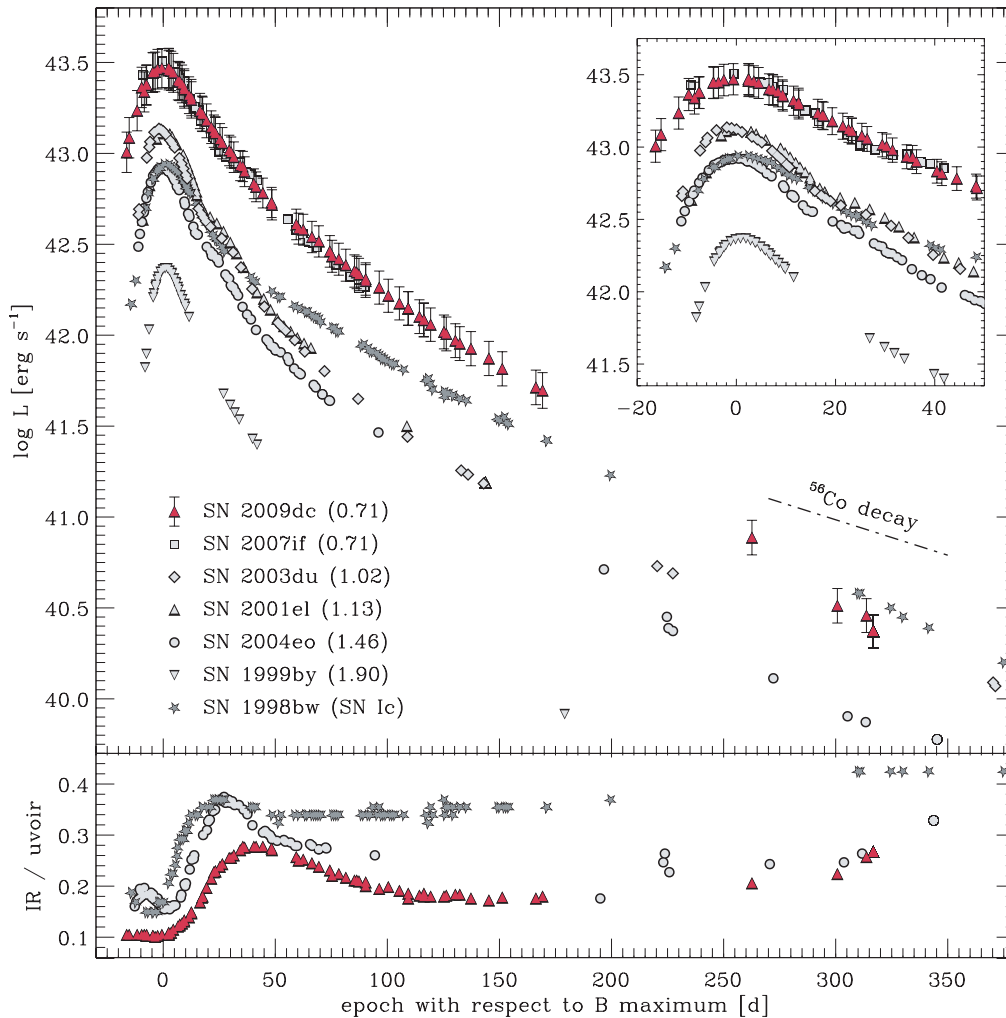 43.5
43.0
42.5
42.0
41.5
41.0
40.5
40.0
log L [erg s⁻¹]
43.5
43.0
42.5
42.0
41.5
-20 0 20 40
⁵⁶Co decay
SN 2009dc (0.71)
SN 2007if (0.71)
SN 2003du (1.02)
SN 2001el (1.13)
SN 2004eo (1.46)
SN 1999by (1.90)
SN 1998bw (SN Ic)
0.4
0.3
0.2
0.1
IR / uvoir
0 50 100 150 200 250 300 350
epoch with respect to B maximum [d]